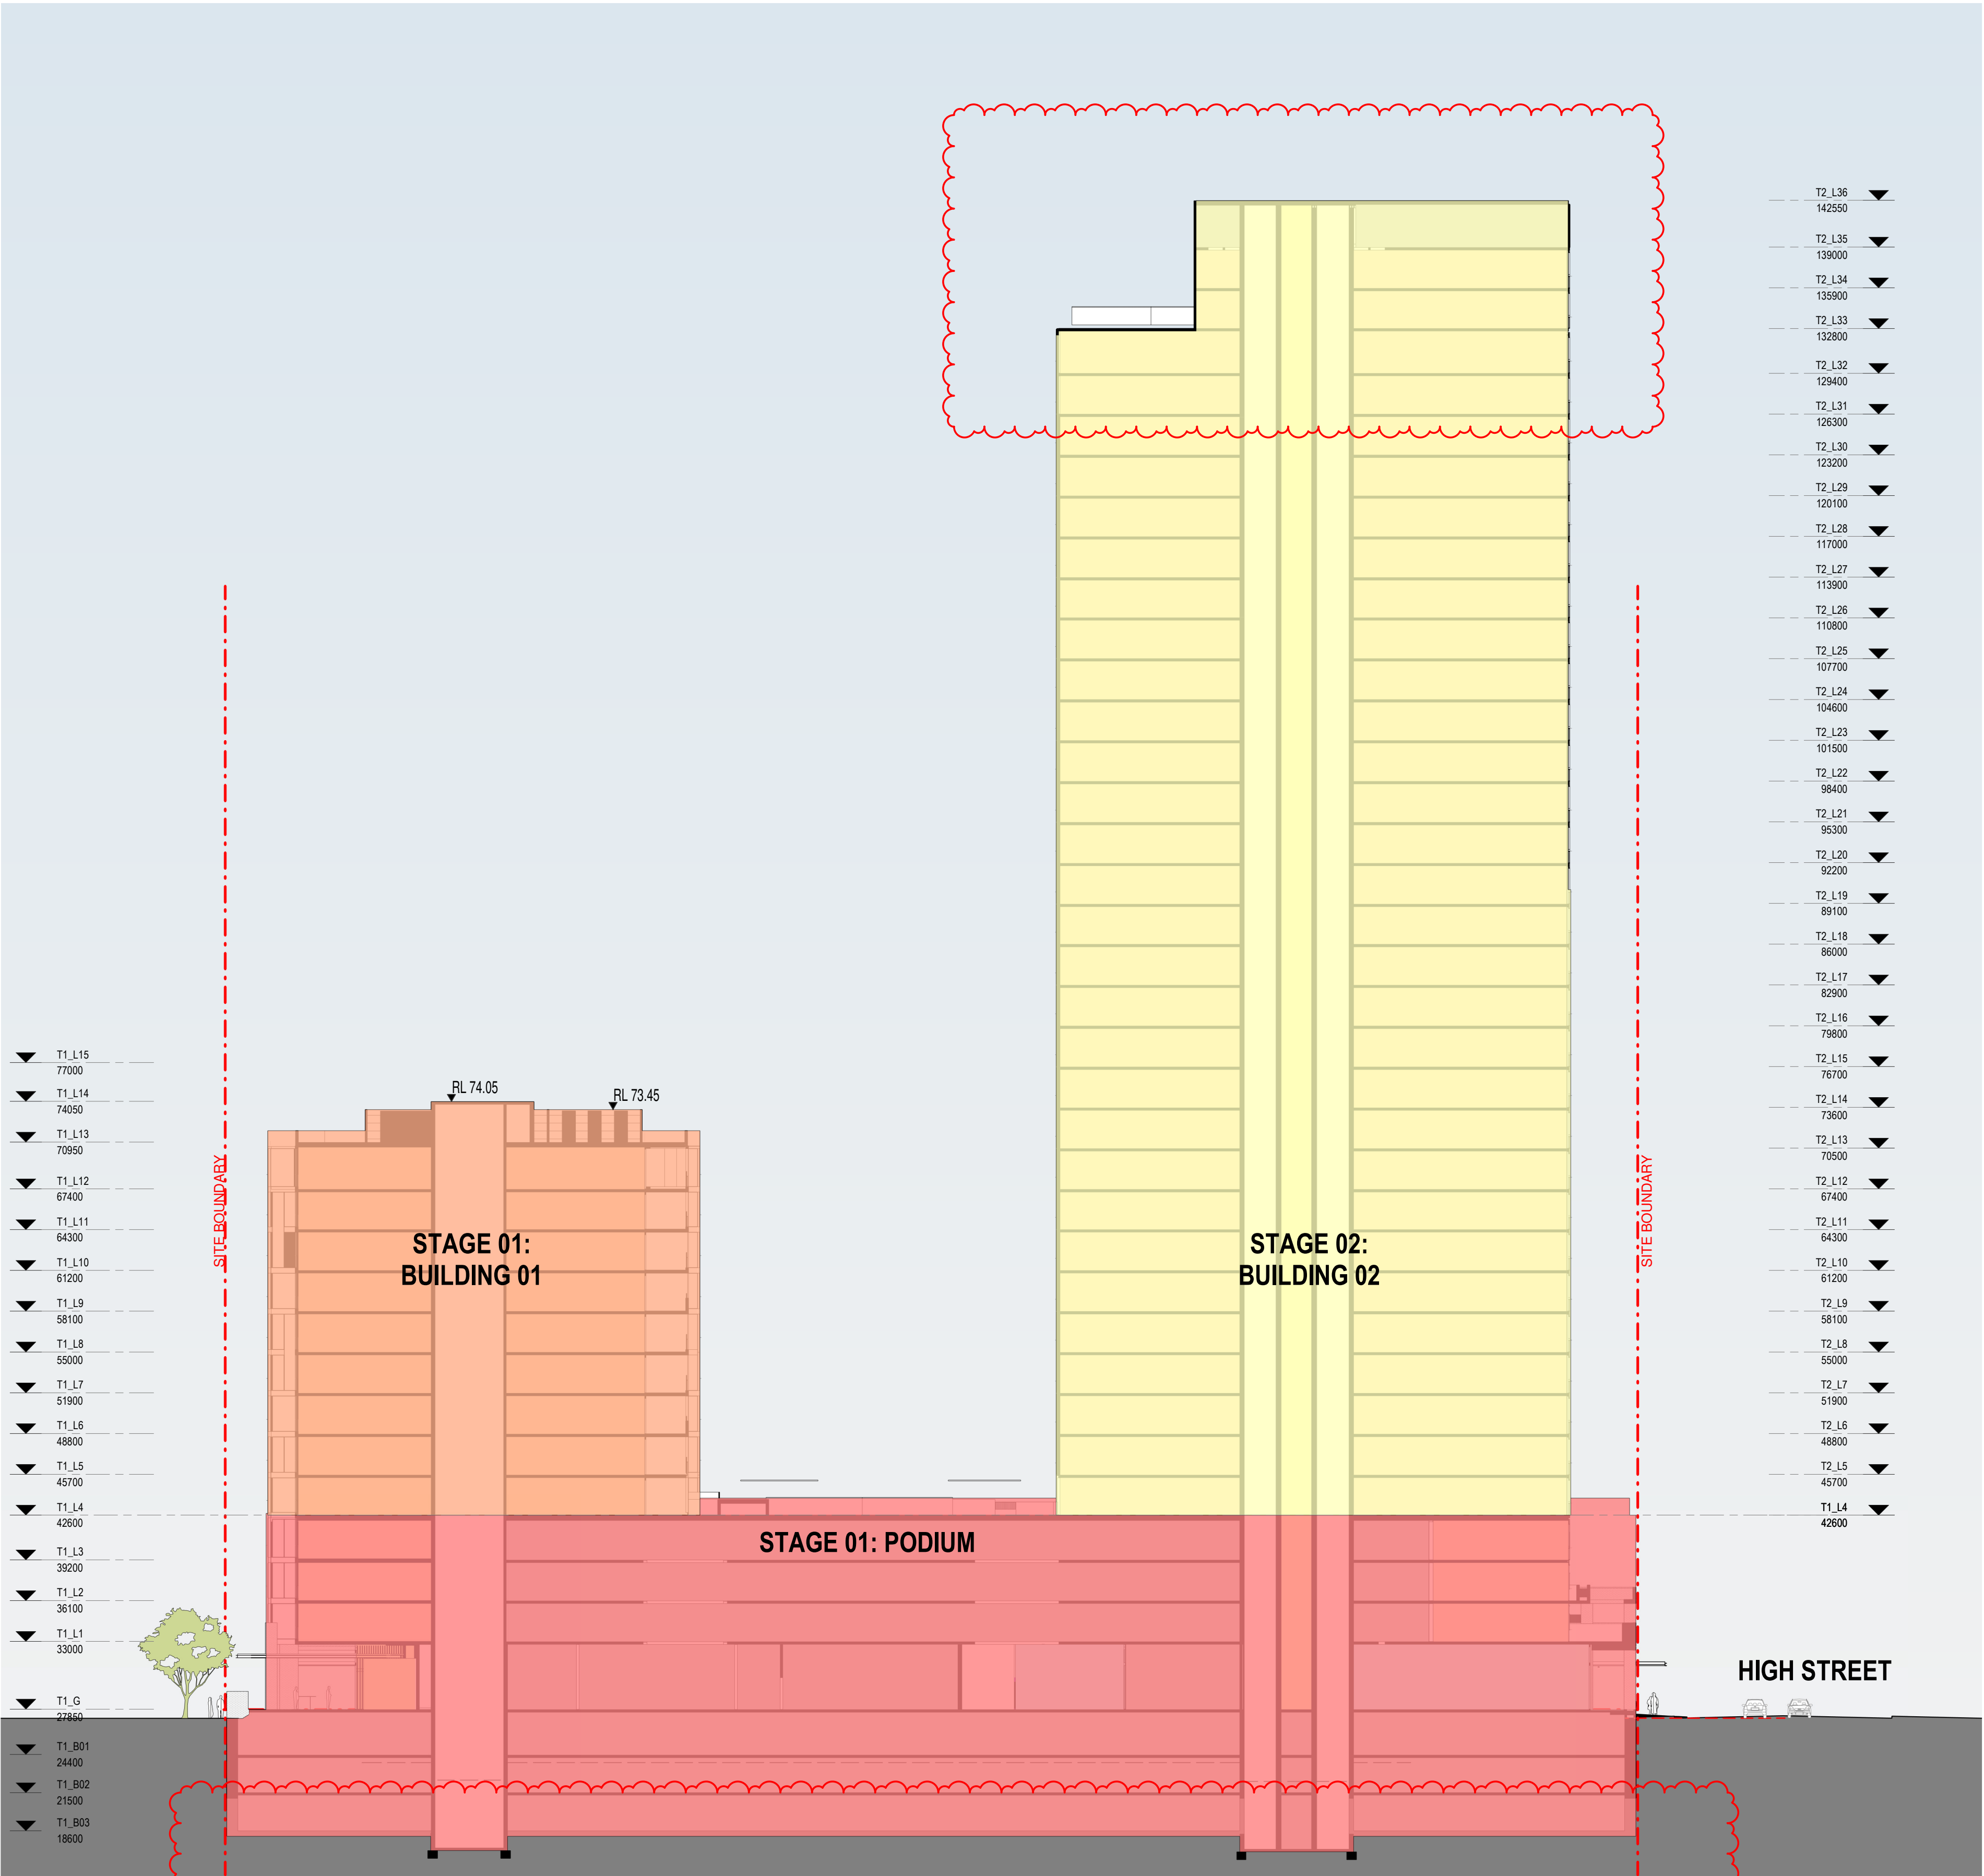 T2_L36
142550
T2_L35
139000
T2_L34
135900
T2_L33
132800
T2_L32
129400
T2_L31
126300
T2_L30
123200
T2_L29
120100
T2_L28
117000
T2_L27
113900
T2_L26
110800
T2_L25
107700
T2_L24
104600
T2_L23
101500
T2_L22
98400
T2_L21
95300
T2_L20
92200
T2_L19
89100
T2_L18
86000
T2_L17
82900
T2_L16
79800
T2_L15
76700
T2_L14
73600
T2_L13
70500
T2_L12
67400
T2_L11
64300
T2_L10
61200
T2_L9
58100
T2_L8
55000
T2_L7
51900
T2_L6
48800
T2_L5
45700
T1_L4
42600
T1_L15
77000
T1_L14
74050
T1_L13
70950
T1_L12
67400
T1_L11
64300
T1_L10
61200
T1_L9
58100
T1_L8
55000
T1_L7
51900
T1_L6
48800
T1_L5
45700
T1_L4
42600
T1_L3
39200
T1_L2
36100
T1_L1
33000
T1_G
27850
T1_B01
24400
T1_B02
21500
T1_B03
18600
RL 74.05
RL 73.45
SITE BOUNDARY
SITE BOUNDARY
STAGE 01:
BUILDING 01
STAGE 02:
BUILDING 02
STAGE 01: PODIUM
HIGH STREET